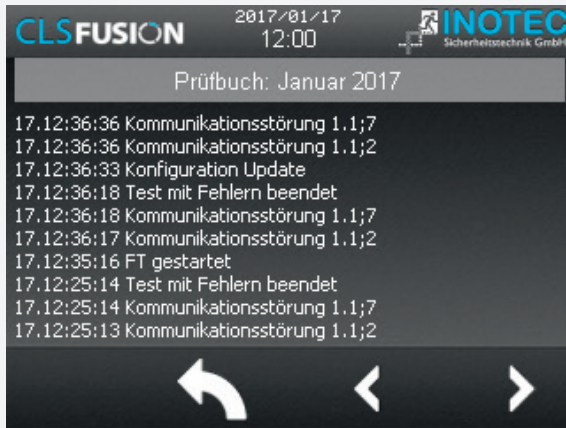 CLSFUSION
2017/01/17
12:00
INOTEC
Sicherheitstechnik GmbH
Prüfbuch: Januar 2017
17.12:36:36 Kommunikationsstörung 1.1;7
17.12:36:36 Kommunikationsstörung 1.1;2
17.12:36:33 Konfiguration Update
17.12:36:18 Test mit Fehlern beendet
17.12:36:18 Kommunikationsstörung 1.1;7
17.12:36:17 Kommunikationsstörung 1.1;2
17.12:35:16 FT gestartet
17.12:25:14 Test mit Fehlern beendet
17.12:25:14 Kommunikationsstörung 1.1;7
17.12:25:13 Kommunikationsstörung 1.1;2